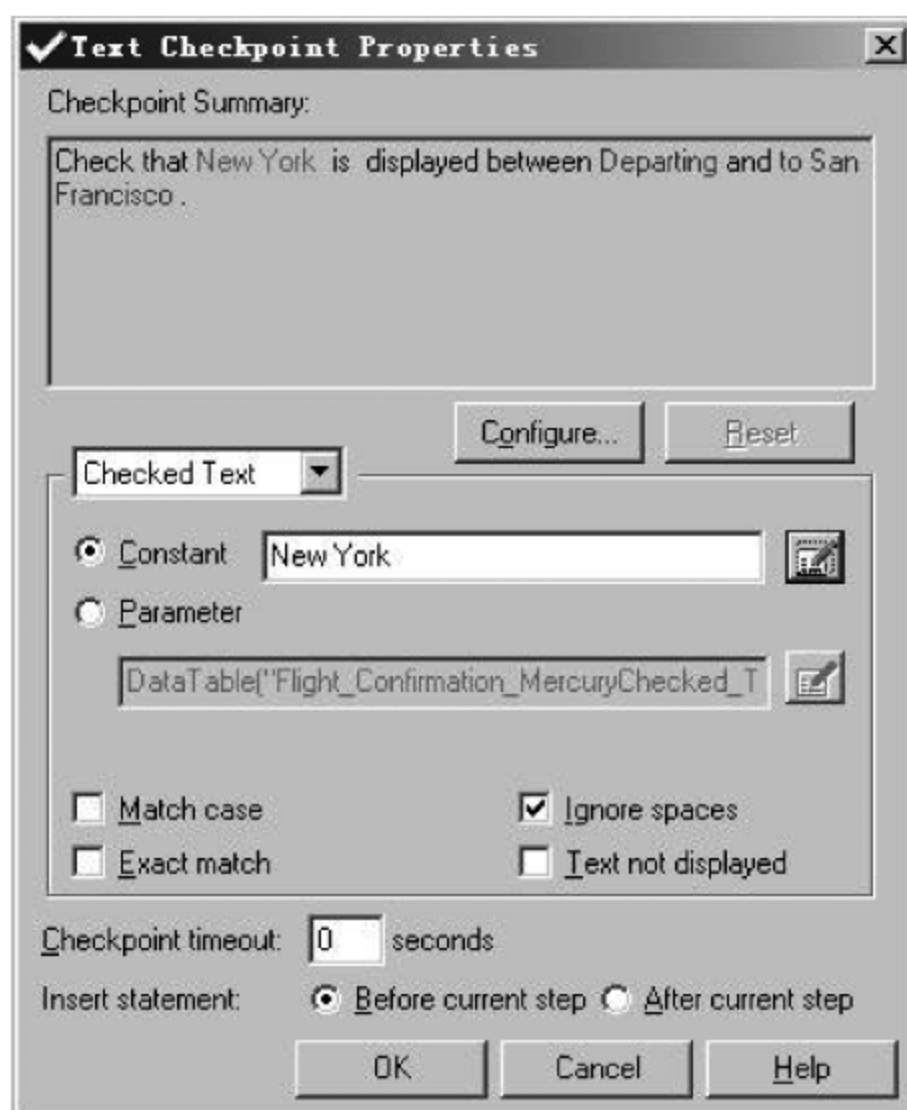 Text Checkpoint Properties
Checkpoint Summary:
Check that New York is displayed between Departing and to San
Francisco .
Configure... Reset
Checked Text
Constant New York
Parameter
DataTable("Flight_Confirmation_MercuryChecked_T
Match case Ignore spaces
Exact match Text not displayed
Checkpoint timeout: 0 seconds
Insert statement: Before current step After current step
OK Cancel Help